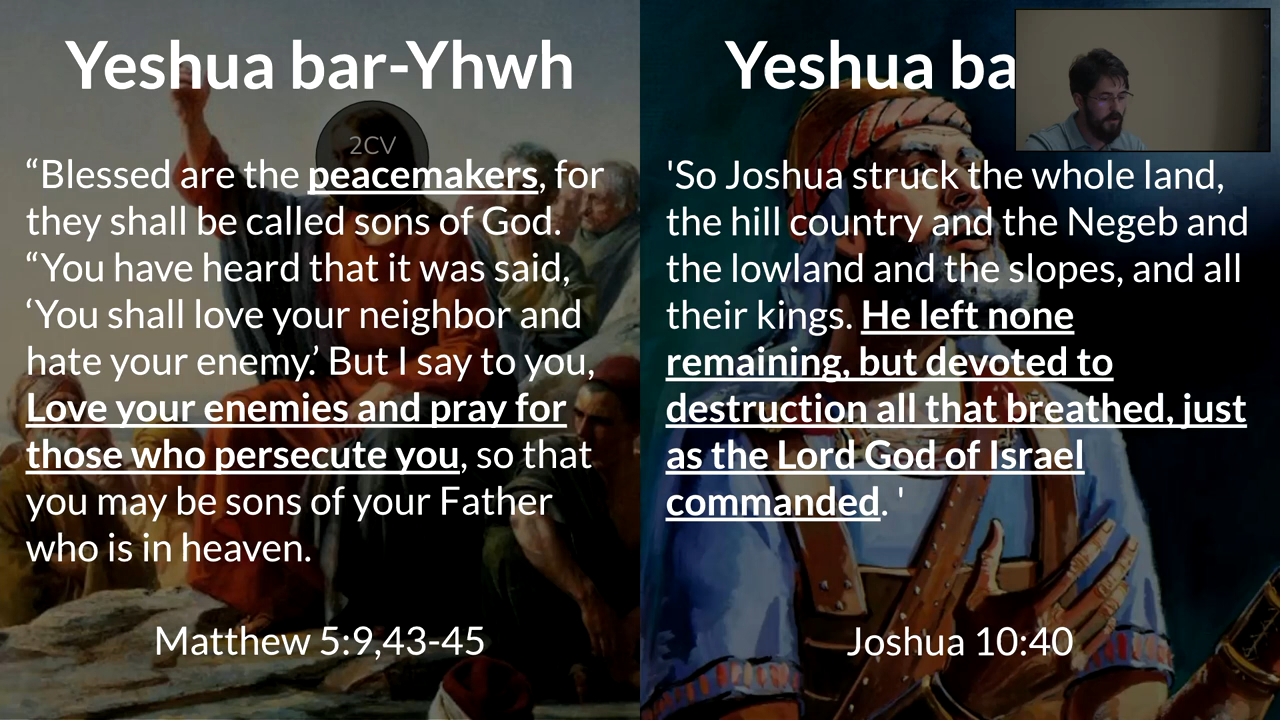 Yeshua bar-Yhwh
2CV
“Blessed are the peacemakers, for
they shall be called sons of God.
“You have heard that it was said,
‘You shall love your neighbor and
hate your enemy.’ But I say to you,
Love your enemies and pray for
those who persecute you, so that
you may be sons of your Father
who is in heaven.
Matthew 5:9,43-45
Yeshua ba
'So Joshua struck the whole land,
the hill country and the Negeb and
the lowland and the slopes, and all
their kings. He left none
remaining, but devoted to
destruction all that breathed, just
as the Lord God of Israel
commanded. '
Joshua 10:40